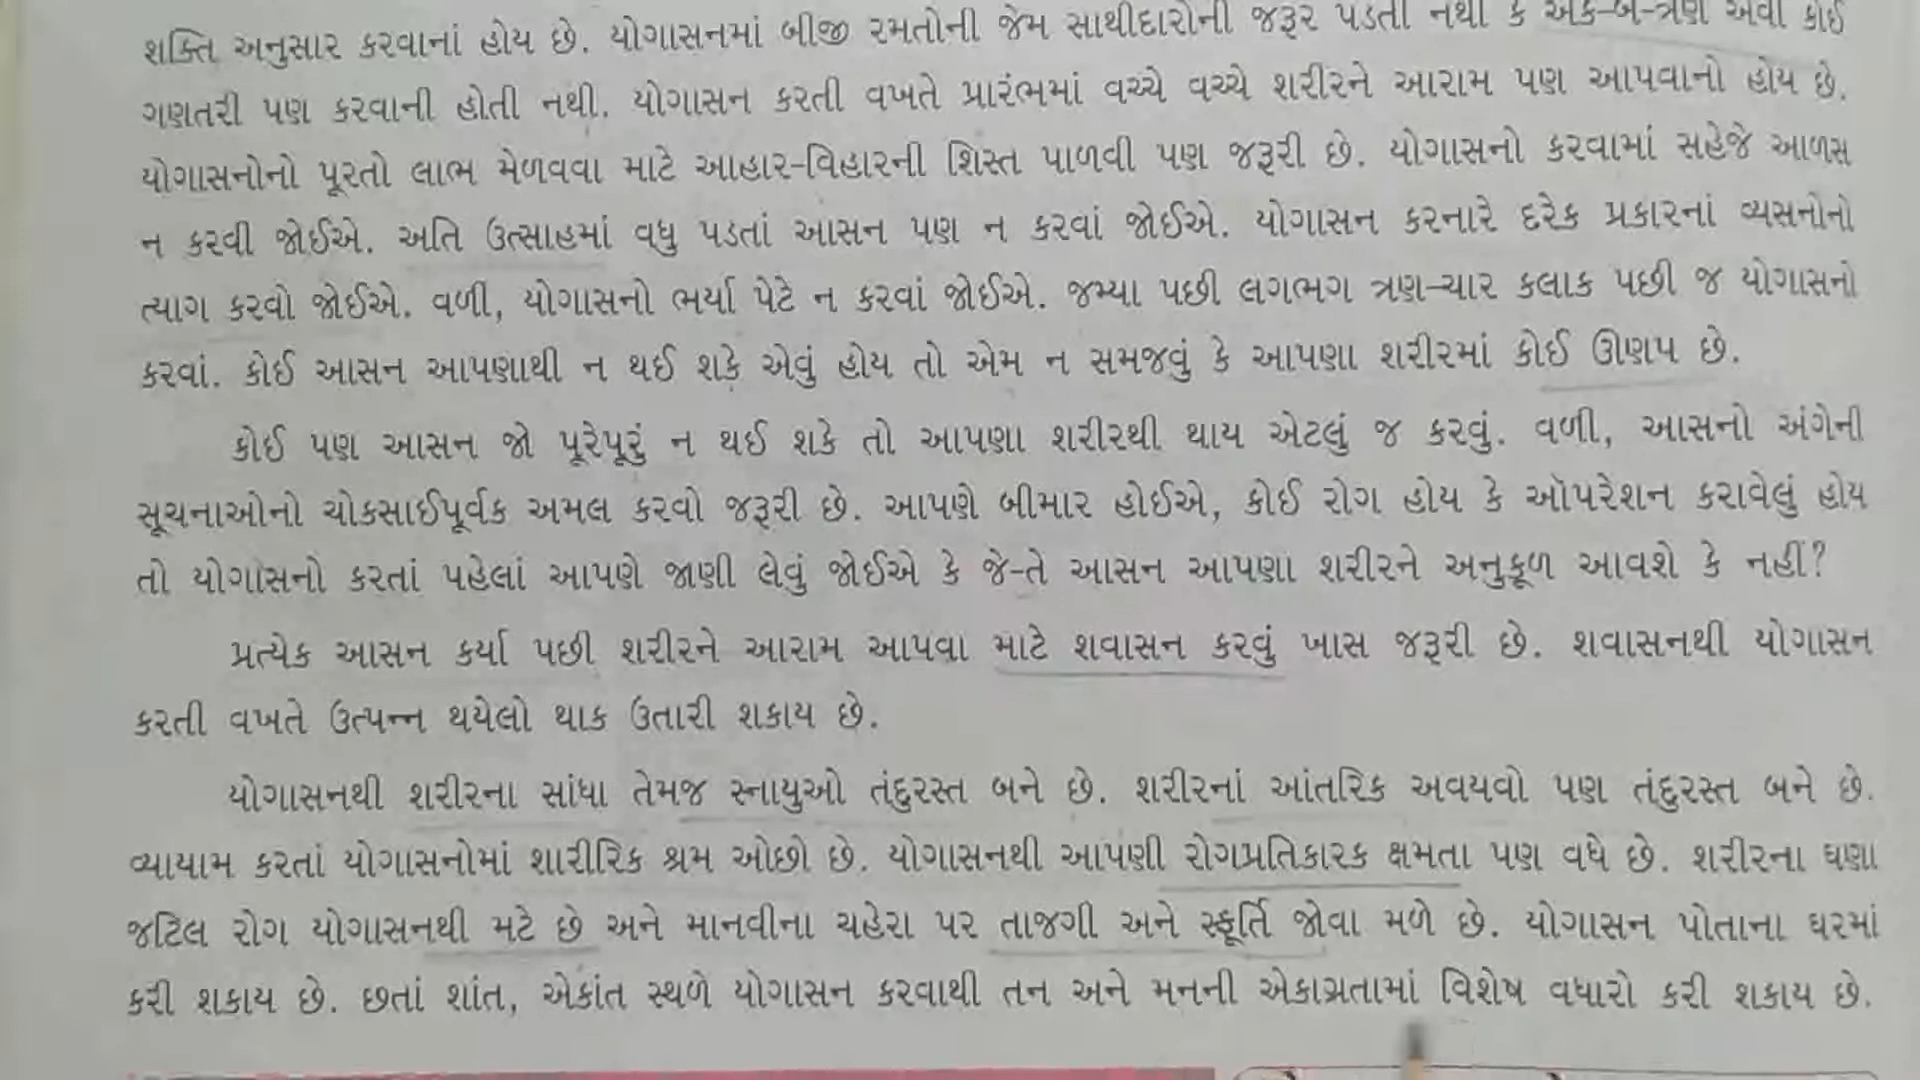 શક્તિ અનુસાર કરવાનાં હોય છે. યોગાસનમાં બીજી રમતોની જેમ સાથીદારોની જરૂર પડતી નથી કે એક-બે-ત્રણ એવી કોઈ
ગણતરી પણ કરવાની હોતી નથી. યોગાસન કરતી વખતે પ્રારંભમાં વચ્ચે વચ્ચે શરીરને આરામ પણ આપવાનો હોય છે.
યોગાસનોનો પૂરતો લાભ મેળવવા માટે આહાર-વિહારની શિસ્ત પાળવી પણ જરૂરી છે. યોગાસનો કરવામાં સહેજે આળસ
ન કરવી જોઈએ. અતિ ઉત્સાહમાં વધુ પડતાં આસન પણ ન કરવાં જોઈએ. યોગાસન કરનારે દરેક પ્રકારનાં વ્યસનોનો
ત્યાગ કરવો જોઈએ. વળી, યોગાસનો ભર્યા પેટે ન કરવાં જોઈએ. જમ્યા પછી લગભગ ત્રણ-ચાર કલાક પછી જ યોગાસનો
કરવાં. કોઈ આસન આપણાથી ન થઈ શકે એવું હોય તો એમ ન સમજવું કે આપણા શરીરમાં કોઈ ઊણપ છે.
કોઈ પણ આસન જો પૂરેપૂરું ન થઈ શકે તો આપણા શરીરથી થાય એટલું જ કરવું. વળી, આસનો અંગેની
સૂચનાઓનો ચોકસાઈપૂર્વક અમલ કરવો જરૂરી છે. આપણે બીમાર હોઈએ, કોઈ રોગ હોય કે ઑપરેશન કરાવેલું હોય
તો યોગાસનો કરતાં પહેલાં આપણે જાણી લેવું જોઈએ કે જે-તે આસન આપણા શરીરને અનુકૂળ આવશે કે નહીં?
પ્રત્યેક આસન કર્યા પછી શરીરને આરામ આપવા માટે શવાસન કરવું ખાસ જરૂરી છે. શવાસનથી યોગાસન
કરતી વખતે ઉત્પન્ન થયેલો થાક ઉતારી શકાય છે.
યોગાસનથી શરીરના સાંધા તેમજ સ્નાયુઓ તંદુરસ્ત બને છે. શરીરનાં આંતરિક અવયવો પણ તંદુરસ્ત બને છે.
વ્યાયામ કરતાં યોગાસનોમાં શારીરિક શ્રમ ઓછો છે. યોગાસનથી આપણી રોગપ્રતિકારક ક્ષમતા પણ વધે છે. શરીરના ઘણા
જટિલ રોગ યોગાસનથી મટે છે અને માનવીના ચહેરા પર તાજગી અને સ્ફૂર્તિ જોવા મળે છે. યોગાસન પોતાના ઘરમાં
કરી શકાય છે. છતાં શાંત, એકાંત સ્થળે યોગાસન કરવાથી તન અને મનની એકાગ્રતામાં વિશેષ વધારો કરી શકાય છે.